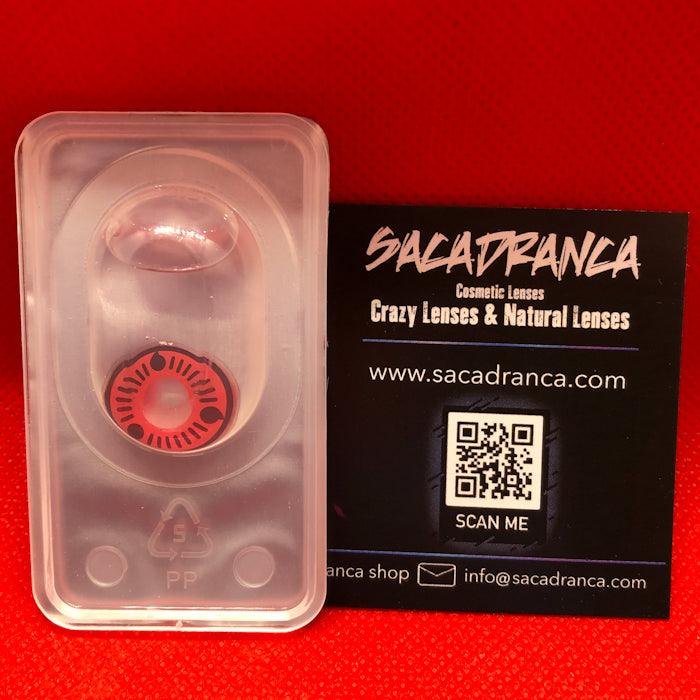 SACADRANCA
Cosmetic Lenses
Crazy Lenses & Natural Lenses
www.sacadranca.com
SCAN ME
anca shop info@sacadranca.com
5
PP